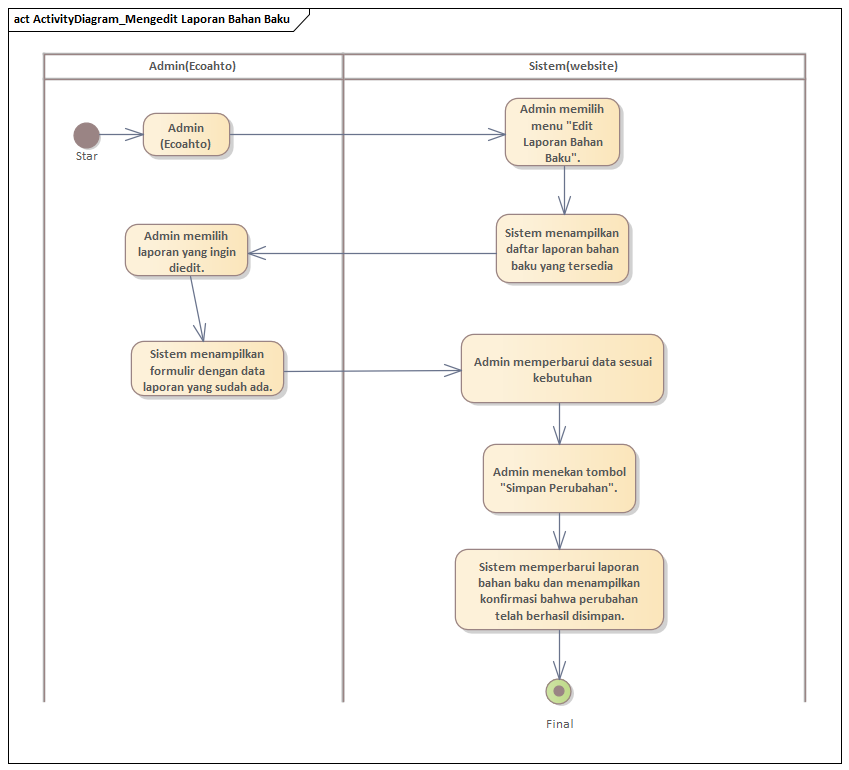 act ActivityDiagram_Mengedit Laporan Bahan Baku
Admin(Ecoahto)
Sistem(website)
Star
Admin
(Ecoahto)
Admin memilih
menu "Edit
Laporan Bahan
Baku".
Sistem menampilkan
daftar laporan bahan
baku yang tersedia
Admin memilih
laporan yang ingin
diedit.
Sistem menampilkan
formulir dengan data
laporan yang sudah ada.
Admin memperbarui data sesuai
kebutuhan
Admin menekan tombol
"Simpan Perubahan".
Sistem memperbarui laporan
bahan baku dan menampilkan
konfirmasi bahwa perubahan
telah berhasil disimpan.
Final